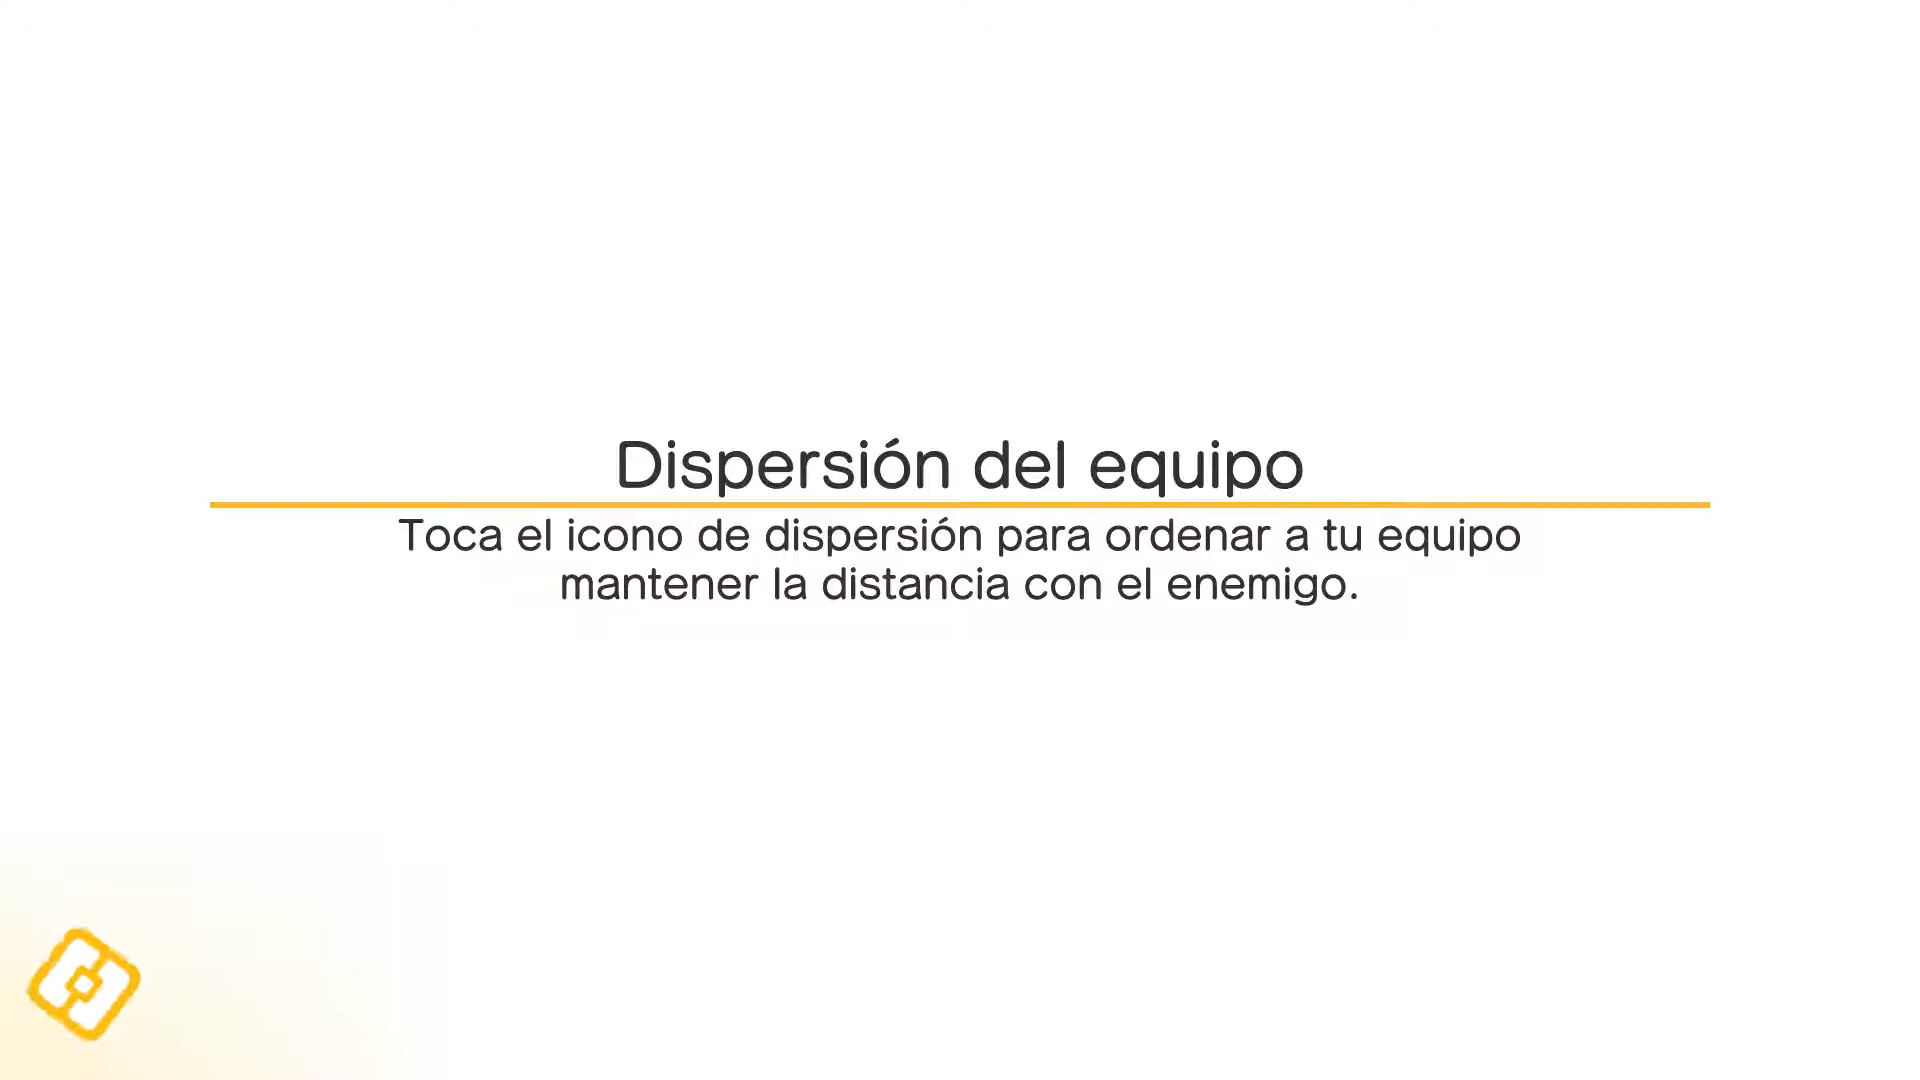 Dispersión del equipo
Toca el icono de dispersión para ordenar a tu equipo
mantener la distancia con el enemigo.